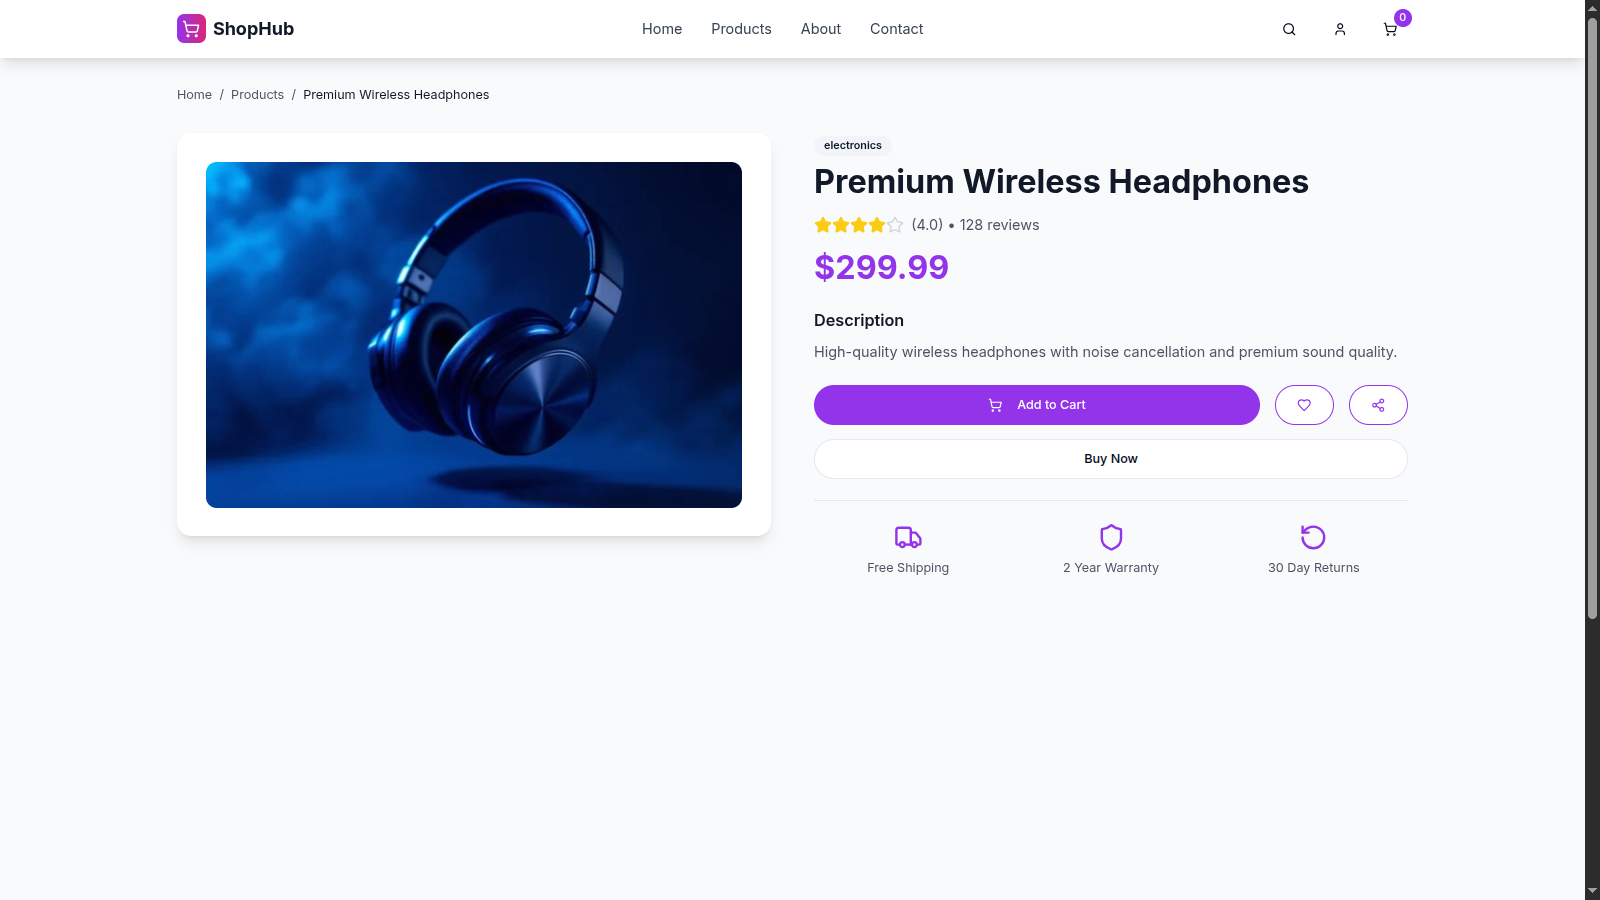 ShopHub
Home Products About Contact
0
Home / Products / Premium Wireless Headphones
electronics
Premium Wireless Headphones
(4.0) • 128 reviews
$299.99
Description
High-quality wireless headphones with noise cancellation and premium sound quality.
Add to Cart
Buy Now
Free Shipping
2 Year Warranty
30 Day Returns